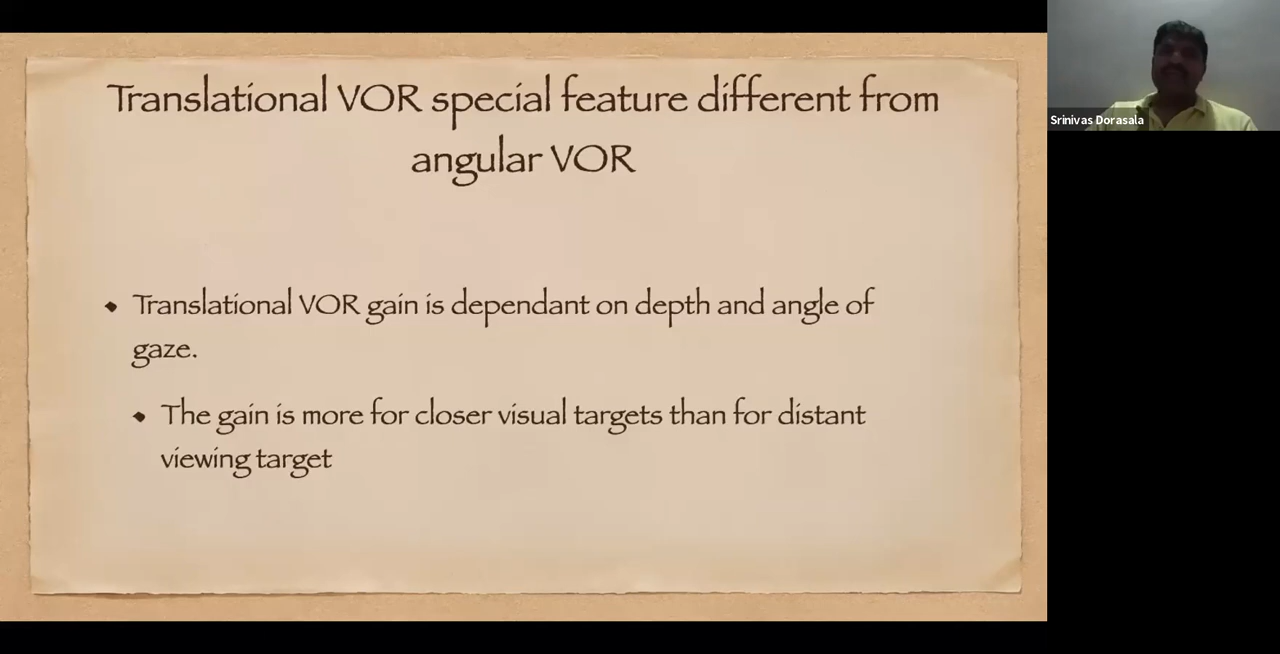 Translational VOR special feature different from
angular VOR
Translational VOR gain is dependant on depth and angle of
gaze.
The gain is more for closer visual targets than for distant
viewing target
Srinivas Dorasala